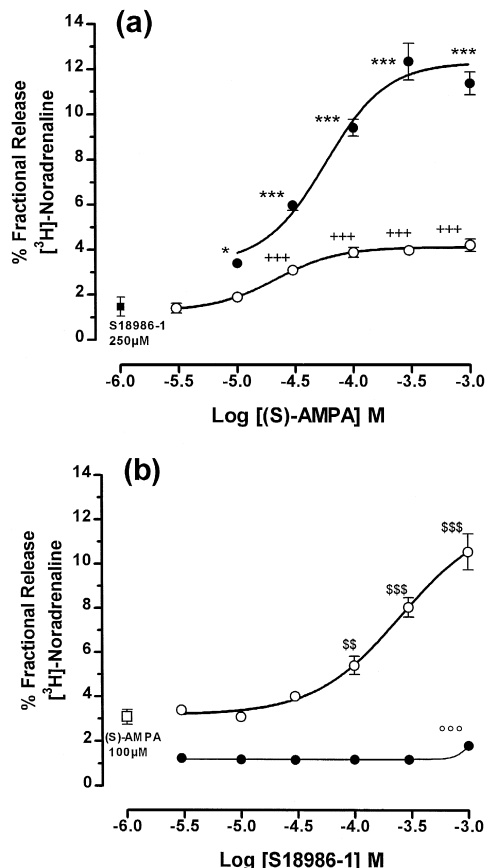 (a)
14
12
10
8
6
4
2
0
% Fractional Release
[³H]-Noradrenaline
***
***
***
***
*
+++
+++
+++
+++
S18986-1
250µM
-6.0 -5.5 -5.0 -4.5 -4.0 -3.5 -3.0
Log [(S)-AMPA] M
(b)
14
12
10
8
6
4
2
0
% Fractional Release
[³H]-Noradrenaline
$$$
$$$
$$
(S)-AMPA
100µM
°°°
-6.0 -5.5 -5.0 -4.5 -4.0 -3.5 -3.0
Log [S18986-1] M